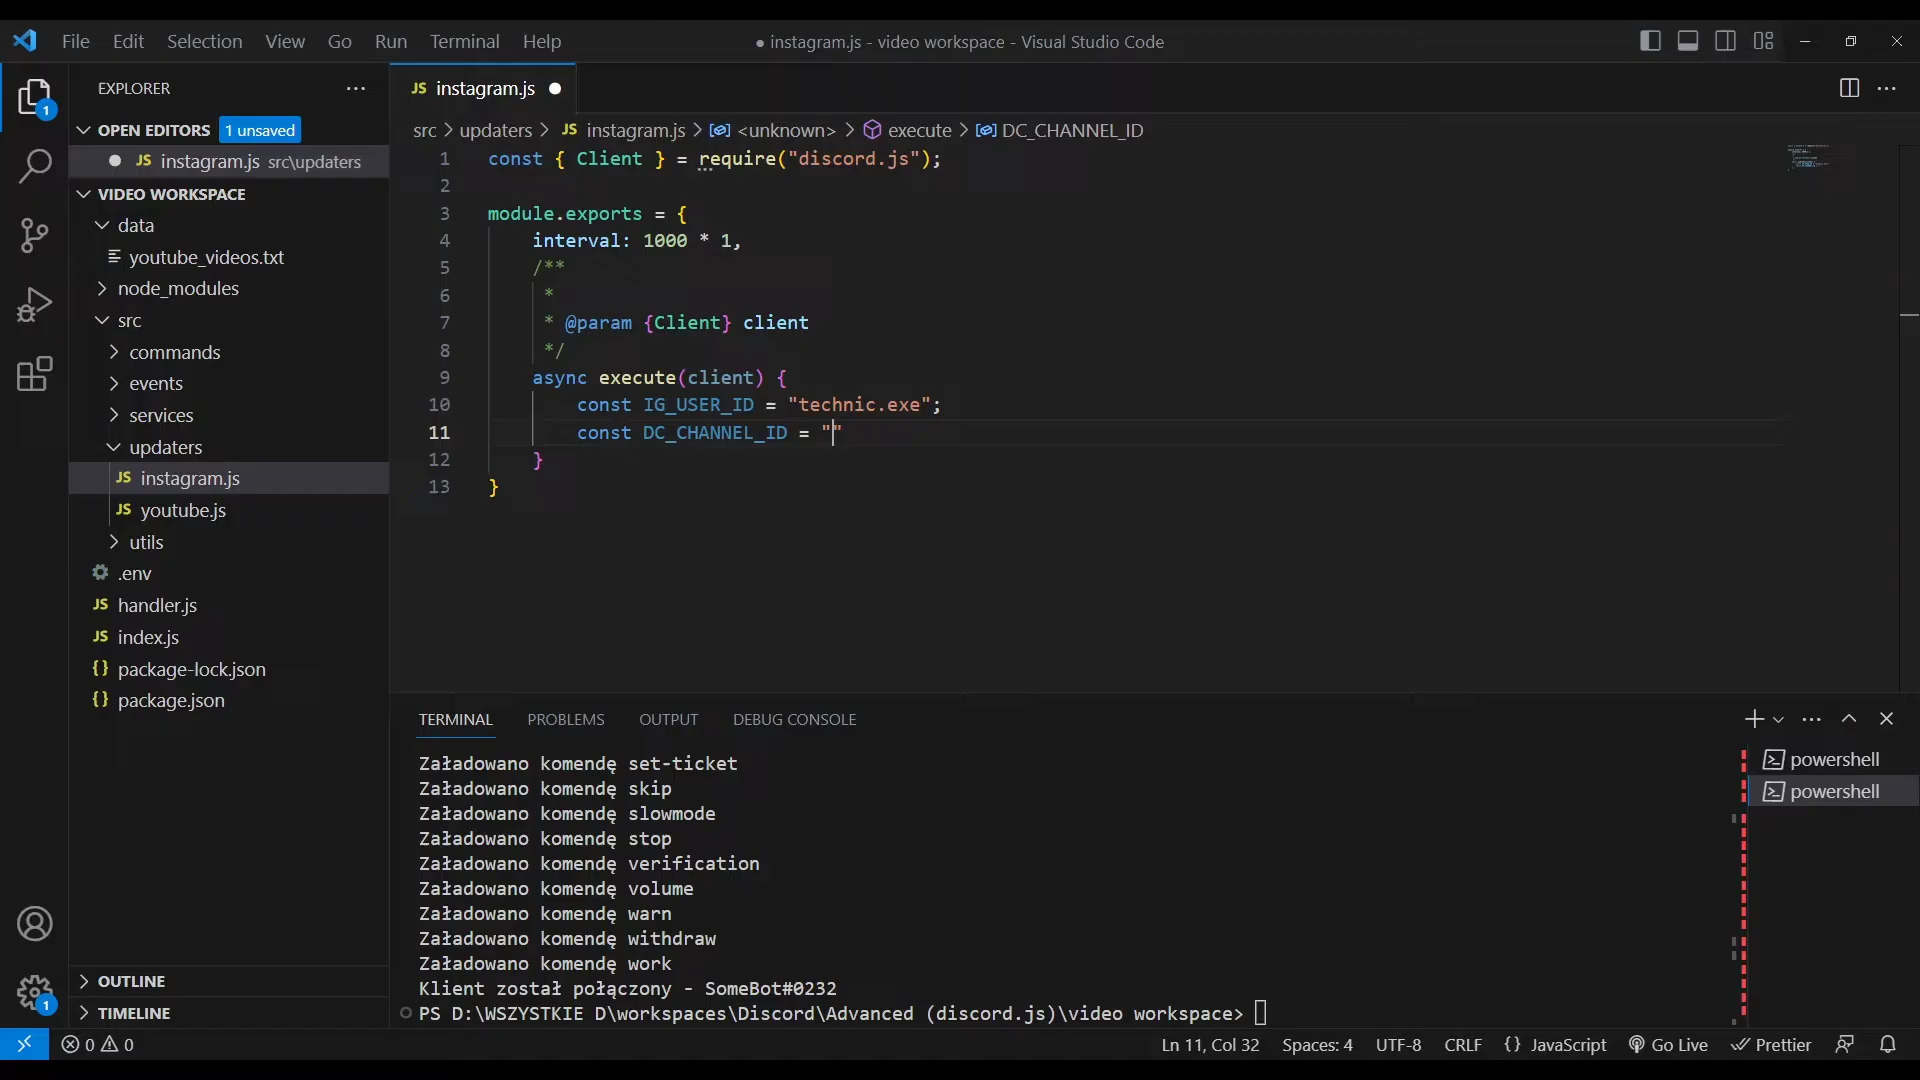 File Edit Selection View Go Run Terminal Help
● instagram.js - video workspace - Visual Studio Code
EXPLORER
1
OPEN EDITORS 1 unsaved
JS instagram.js src\updaters
VIDEO WORKSPACE
data
youtube_videos.txt
node_modules
src
commands
events
services
updaters
JS instagram.js
JS youtube.js
utils
.env
JS handler.js
JS index.js
{} package-lock.json
{} package.json
OUTLINE
1
TIMELINE
JS instagram.js
src > updaters > JS instagram.js > <unknown> > execute > DC_CHANNEL_ID
1 const { Client } = require("discord.js");
2
3 module.exports = {
4 interval: 1000 * 1,
5 /**
6 *
7 * @param {Client} client
8 */
9 async execute(client) {
10 const IG_USER_ID = "technic.exe";
11 const DC_CHANNEL_ID = ""
12 }
13 }
TERMINAL PROBLEMS OUTPUT DEBUG CONSOLE
Załadowano komendę set-ticket
Załadowano komendę skip
Załadowano komendę slowmode
Załadowano komendę stop
Załadowano komendę verification
Załadowano komendę volume
Załadowano komendę warn
Załadowano komendę withdraw
Załadowano komendę work
Klient został połączony - SomeBot#0232
PS D:\WSZYSTKIE D\workspaces\Discord\Advanced (discord.js)\video workspace>
powershell
powershell
0 0 Ln 11, Col 32 Spaces: 4 UTF-8 CRLF {} JavaScript Go Live Prettier